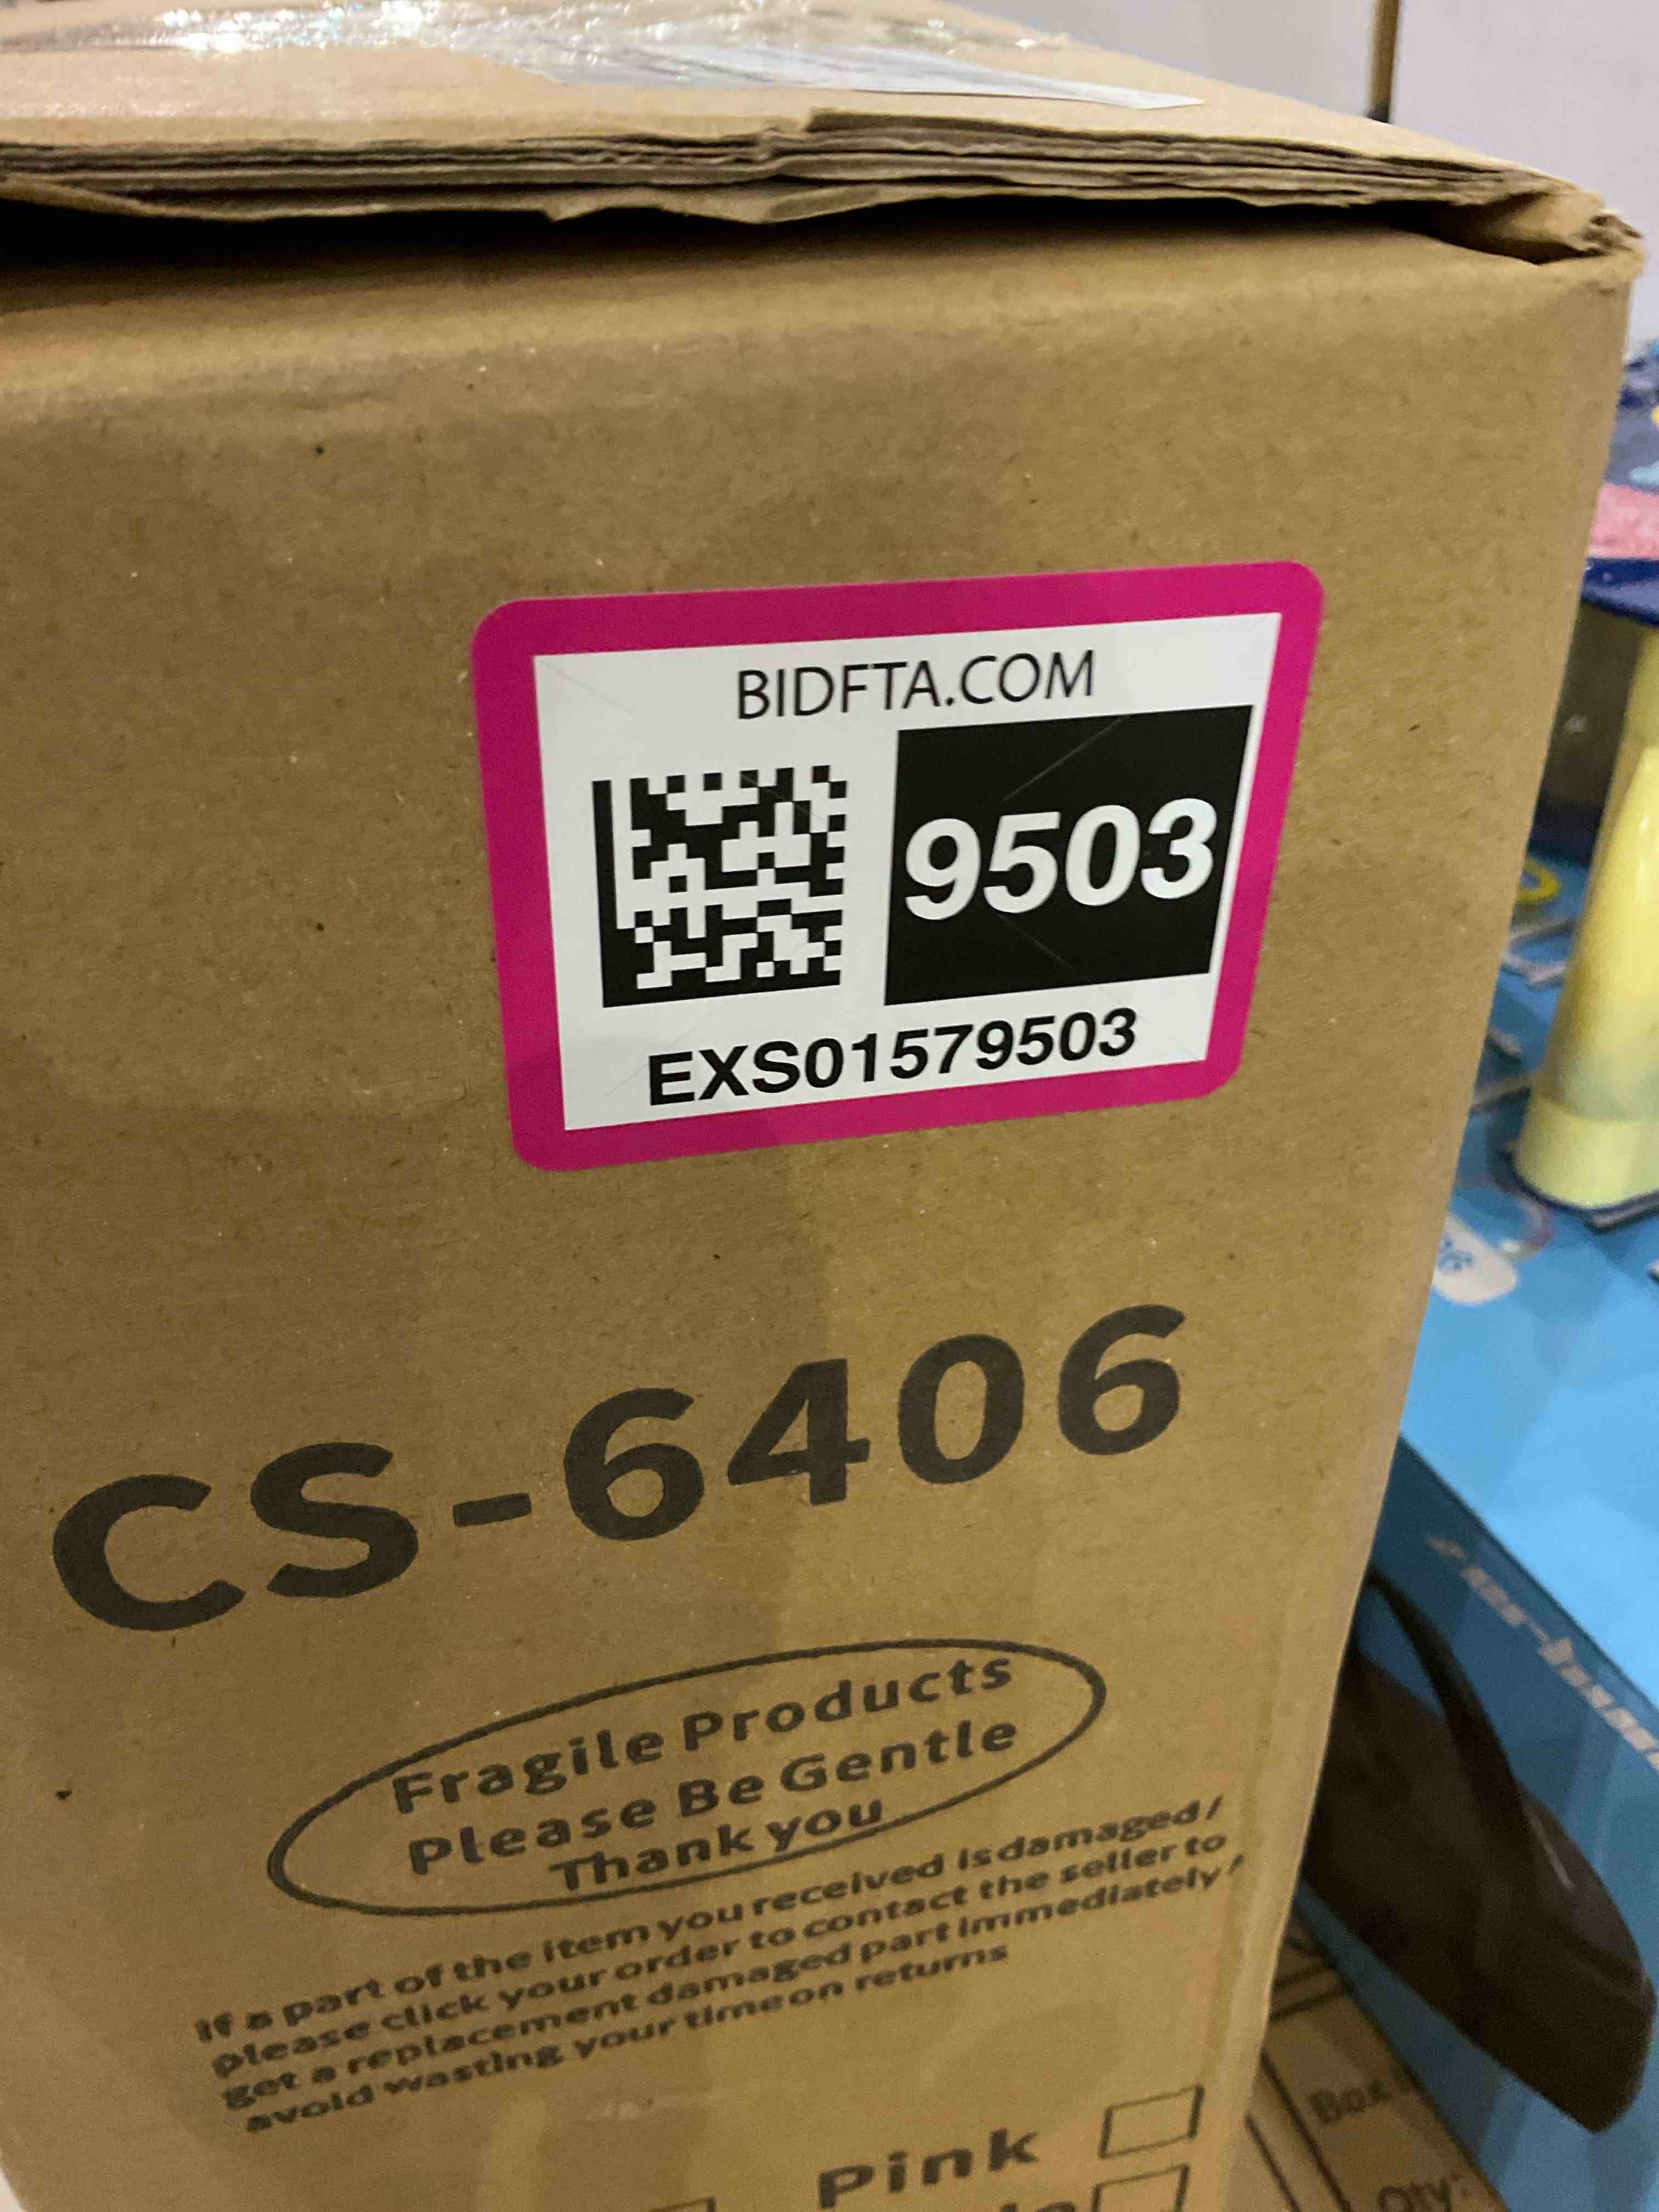 BIDFTA.COM
9503
EXS01579503
CS-6406
Fragile Products
Please Be Gentle
Thank you
If a part of the item you received is damaged/
please click your order to contact the seller to
get a replacement damaged part immediately/
avoid wasting your time on returns
Pink
Box
Qty: